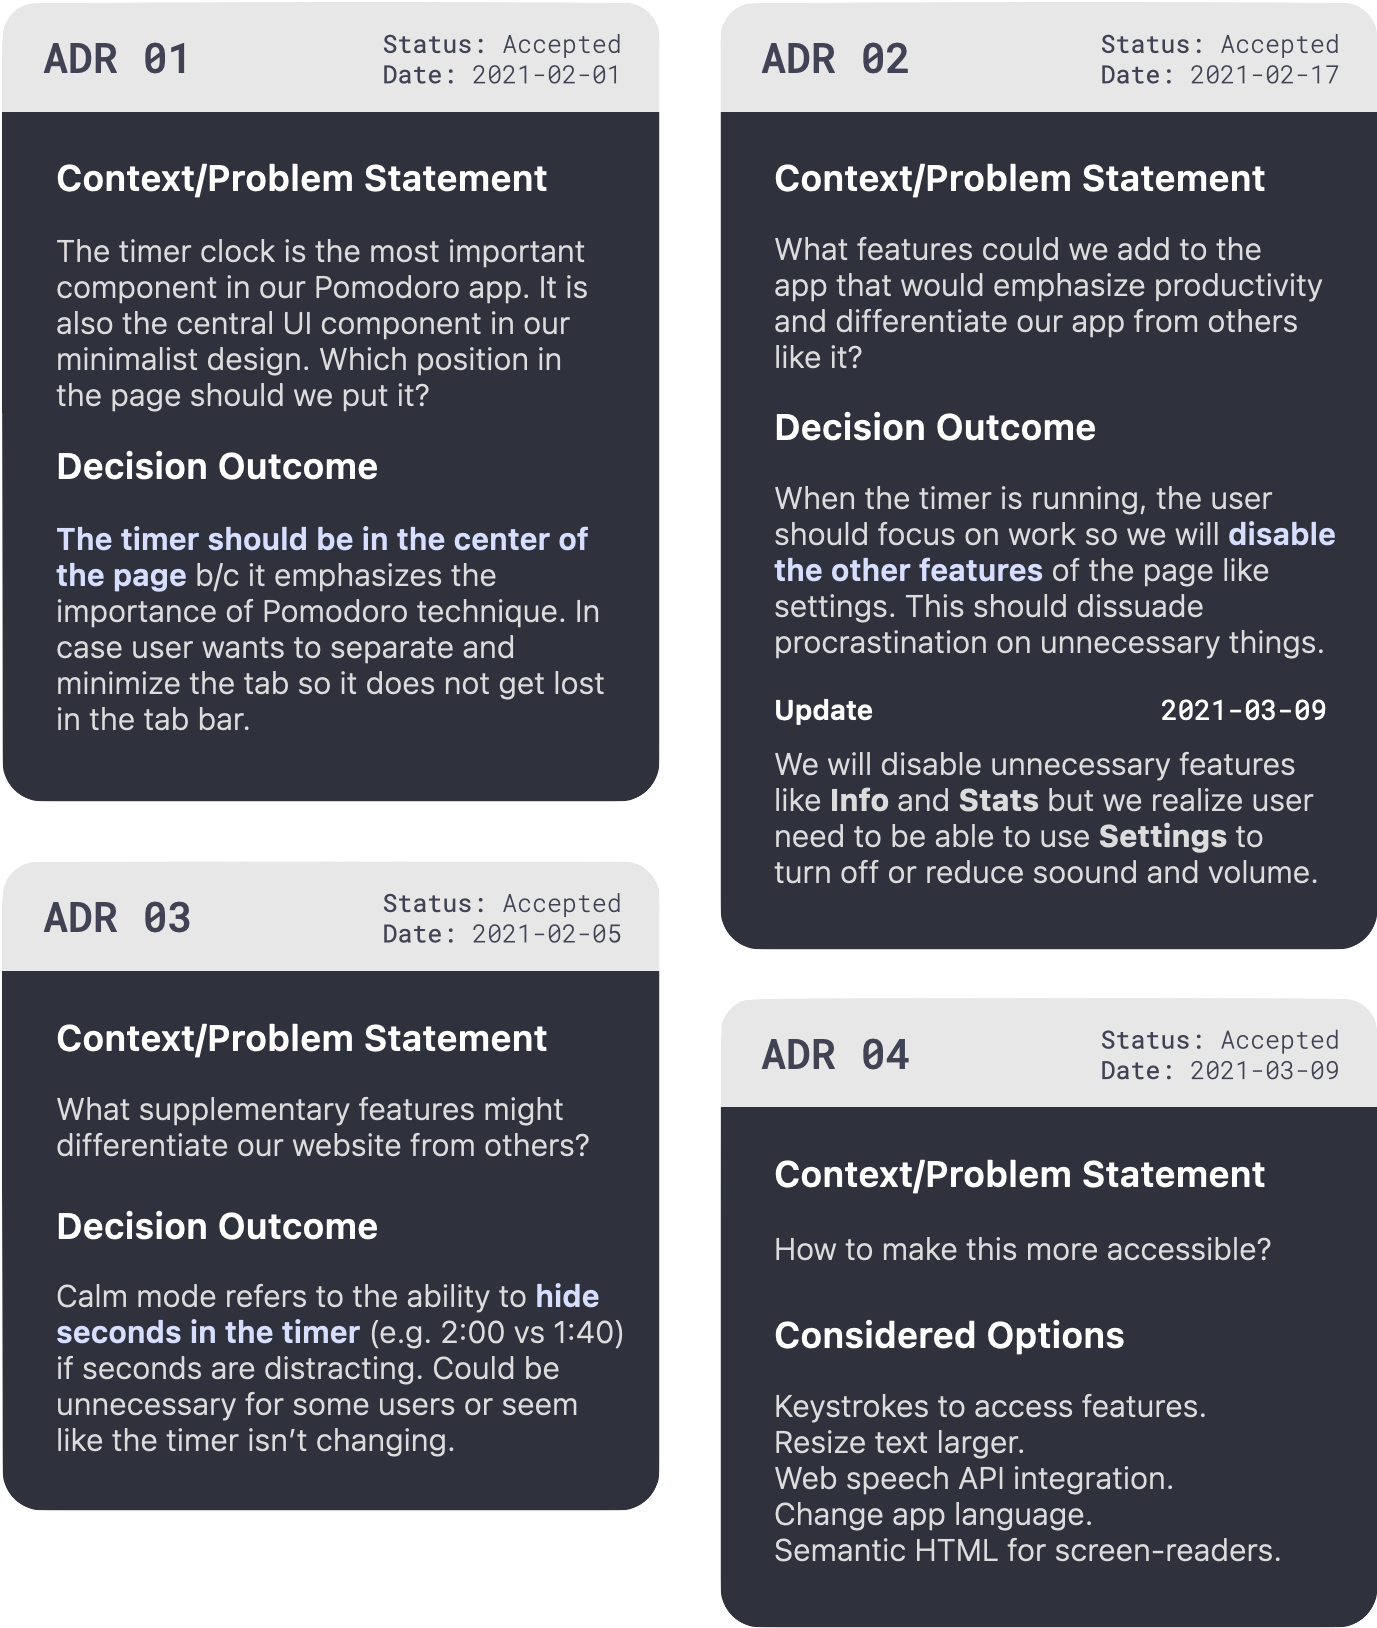 ADR 01
Status: Accepted
Date: 2021-02-01
Context/Problem Statement
The timer clock is the most important
component in our Pomodoro app. It is
also the central UI component in our
minimalist design. Which position in
the page should we put it?
Decision Outcome
The timer should be in the center of
the page b/c it emphasizes the
importance of Pomodoro technique. In
case user wants to separate and
minimize the tab so it does not get lost
in the tab bar.
ADR 02
Status: Accepted
Date: 2021-02-17
Context/Problem Statement
What features could we add to the
app that would emphasize productivity
and differentiate our app from others
like it?
Decision Outcome
When the timer is running, the user
should focus on work so we will disable
the other features of the page like
settings. This should dissuade
procrastination on unnecessary things.
Update 2021-03-09
We will disable unnecessary features
like Info and Stats but we realize user
need to be able to use Settings to
turn off or reduce soound and volume.
ADR 03
Status: Accepted
Date: 2021-02-05
Context/Problem Statement
What supplementary features might
differentiate our website from others?
Decision Outcome
Calm mode refers to the ability to hide
seconds in the timer (e.g. 2:00 vs 1:40)
if seconds are distracting. Could be
unnecessary for some users or seem
like the timer isn’t changing.
ADR 04
Status: Accepted
Date: 2021-03-09
Context/Problem Statement
How to make this more accessible?
Considered Options
Keystrokes to access features.
Resize text larger.
Web speech API integration.
Change app language.
Semantic HTML for screen-readers.